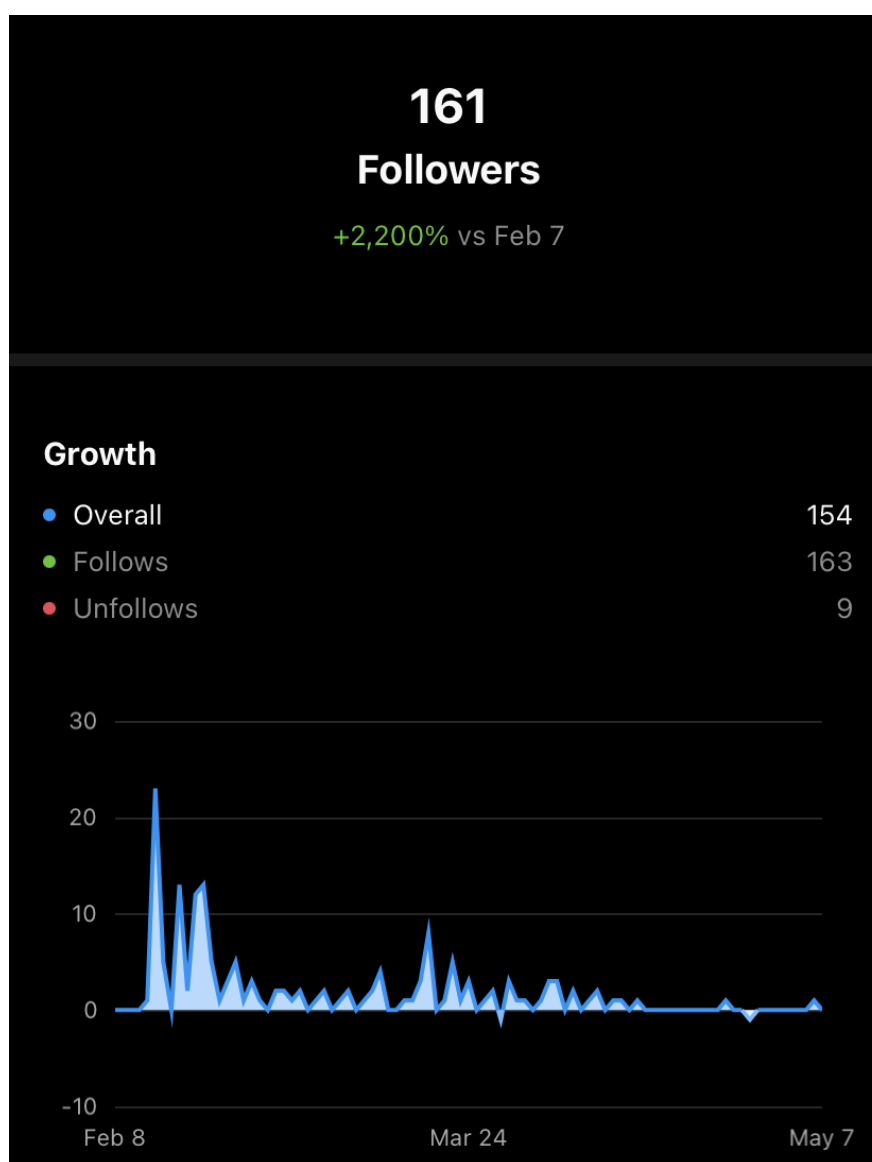 161
Followers
+2,200% vs Feb 7
Growth
Overall 154
Follows 163
Unfollows 9
30
20
10
0
-10
Feb 8 Mar 24 May 7